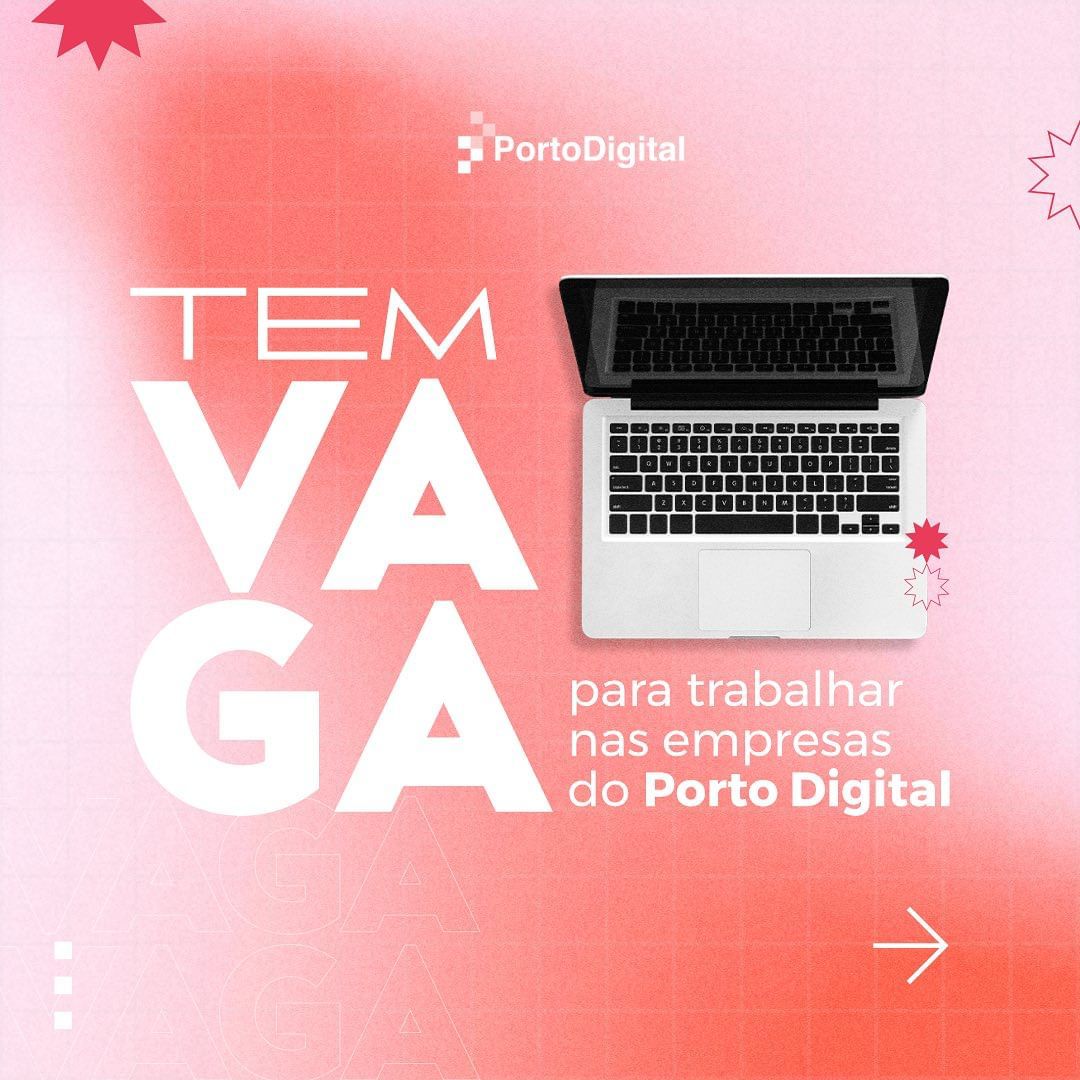 PortoDigital
TEM
VA
GA
para trabalhar
nas empresas
do Porto Digital
VAGA
VAGA